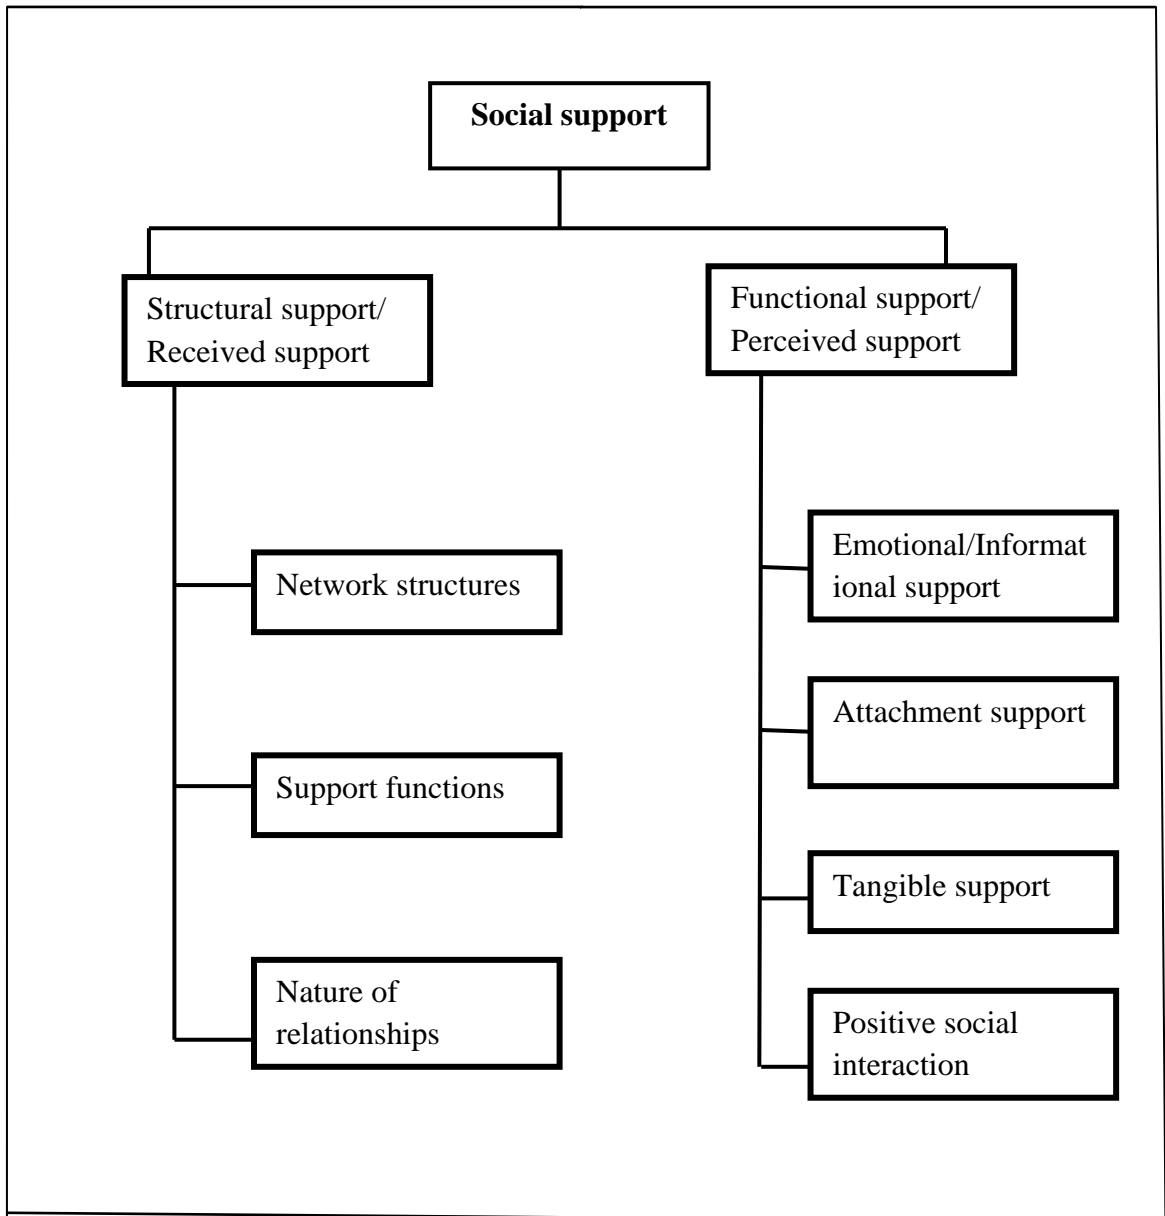 Social support
Structural support/
Received support
Functional support/
Perceived support
Network structures
Support functions
Nature of
relationships
Emotional/Informat
ional support
Attachment support
Tangible support
Positive social
interaction